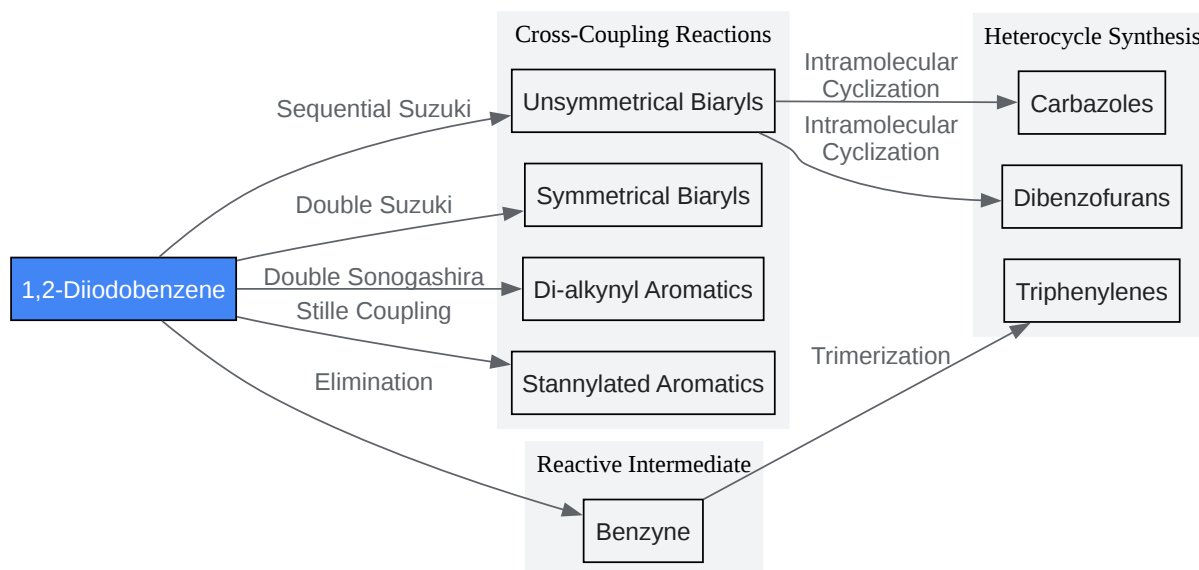 Cross-Coupling Reactions
Heterocycle Synthesis
Sequential Suzuki
Unsymmetrical Biaryls
Intramolecular
Cyclization
Carbazoles
Intramolecular
Cyclization
Double Suzuki
Symmetrical Biaryls
Dibenzofurans
1,2-Diiodobenzene
Double Sonogashira
Di-alkynyl Aromatics
Triphenylenes
Stille Coupling
Stannylated Aromatics
Trimerization
Elimination
Reactive Intermediate
Benzyne